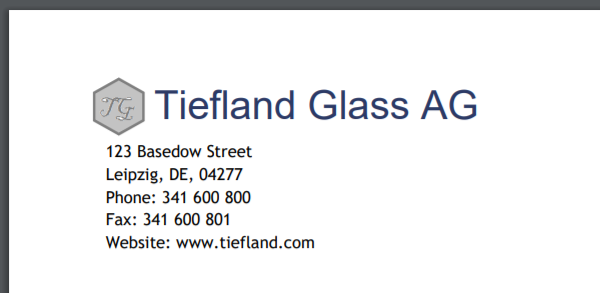 TG Tiefland Glass AG
123 Basedow Street
Leipzig, DE, 04277
Phone: 341 600 800
Fax: 341 600 801
Website: www.tiefland.com